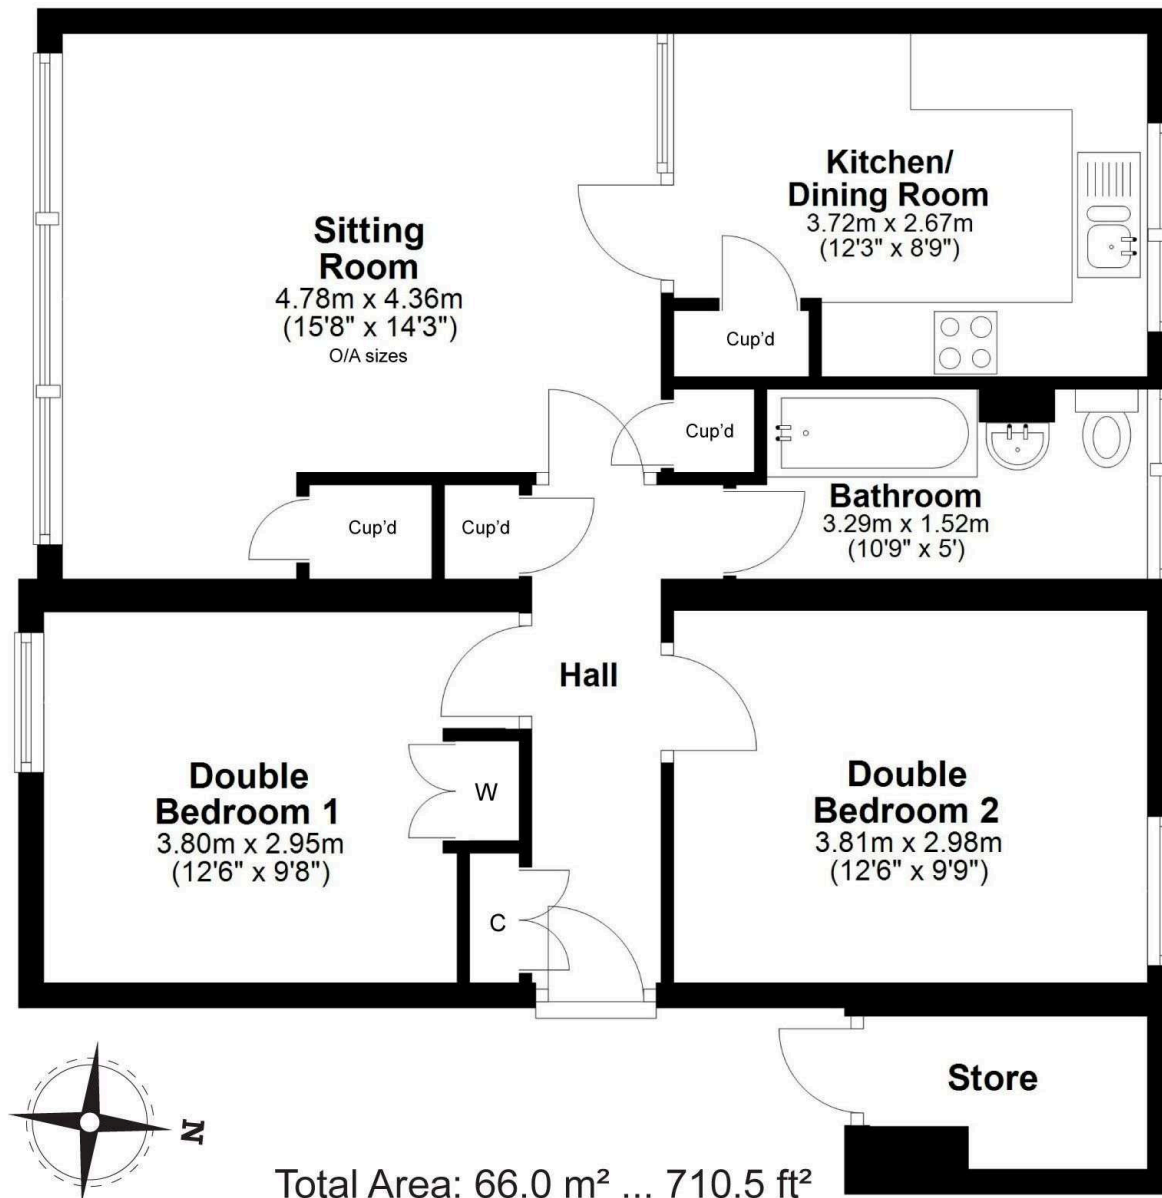 Sitting
Room
4.78m x 4.36m
(15'8" x 14'3")
O/A sizes
Kitchen/
Dining Room
3.72m x 2.67m
(12'3" x 8'9")
Cup'd
Cup'd
Cup'd
Cup'd
Bathroom
3.29m x 1.52m
(10'9" x 5')
Hall
Double
Bedroom 1
3.80m x 2.95m
(12'6" x 9'8")
W
C
Double
Bedroom 2
3.81m x 2.98m
(12'6" x 9'9")
Store
N
Total Area: 66.0 m² ... 710.5 ft²